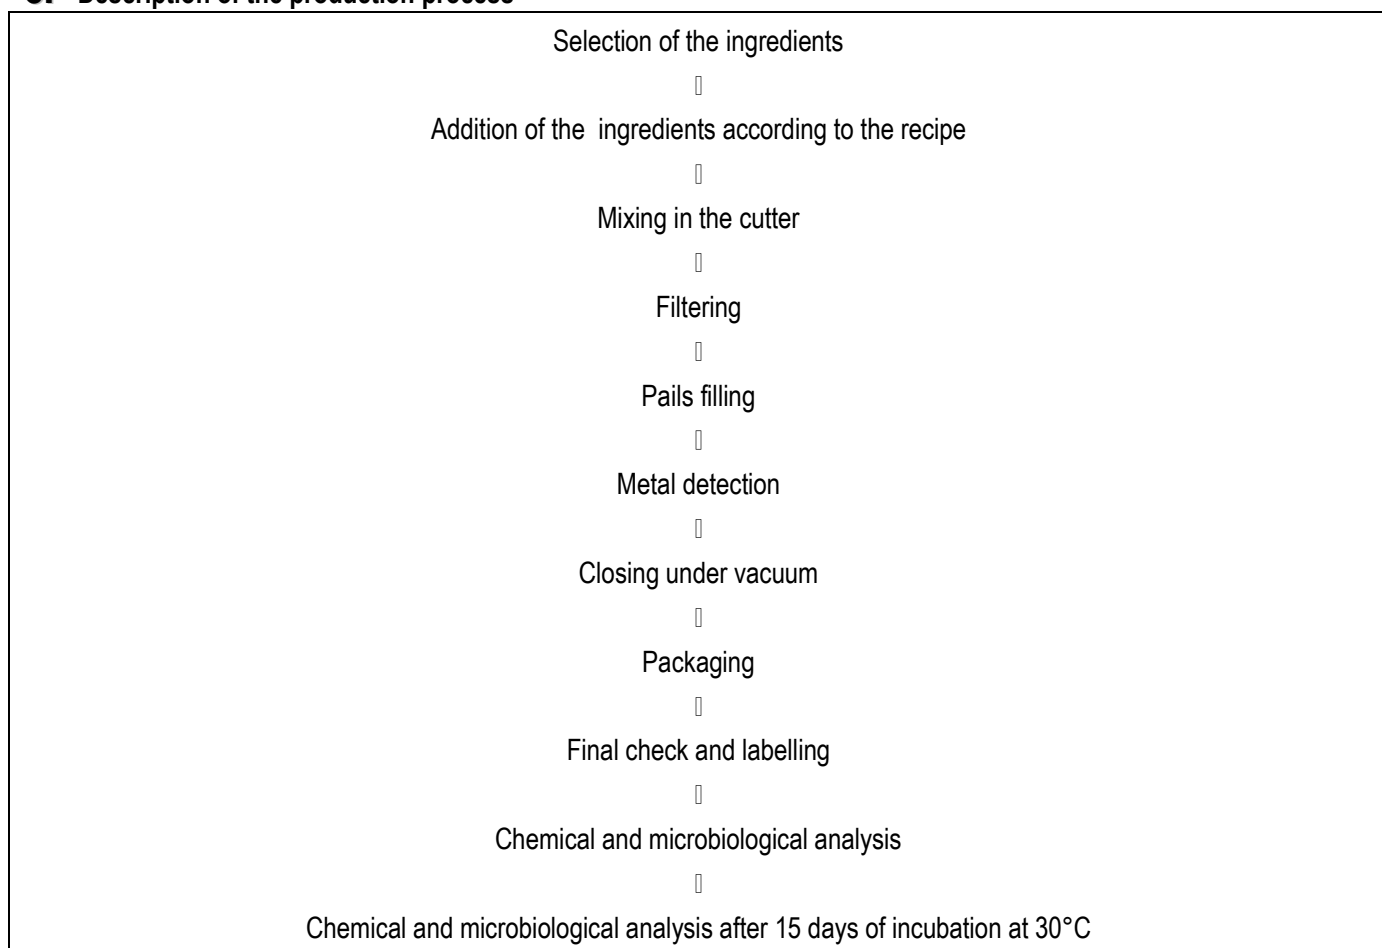 Description of the production process
Selection of the ingredients
Addition of the ingredients according to the recipe
Mixing in the cutter
Filtering
Pails filling
Metal detection
Closing under vacuum
Packaging
Final check and labelling
Chemical and microbiological analysis
Chemical and microbiological analysis after 15 days of incubation at 30°C